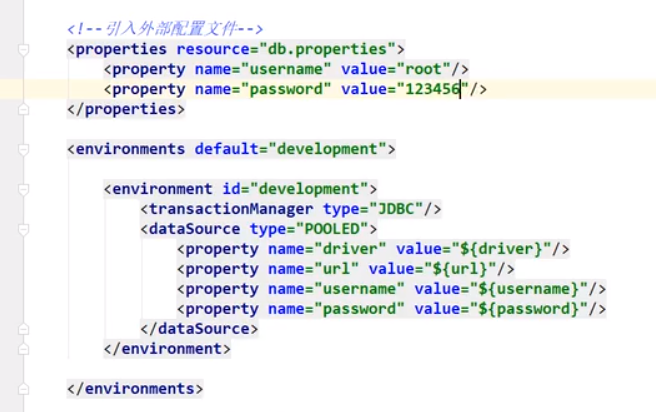 <!--引入外部配置文件-->
<properties resource="db.properties">
<property name="username" value="root"/>
<property name="password" value="123456"/>
</properties>
<environments default="development">
<environment id="development">
<transactionManager type="JDBC"/>
<dataSource type="POOLED">
<property name="driver" value="${driver}"/>
<property name="url" value="${url}"/>
<property name="username" value="${username}"/>
<property name="password" value="${password}"/>
</dataSource>
</environment>
</environments>